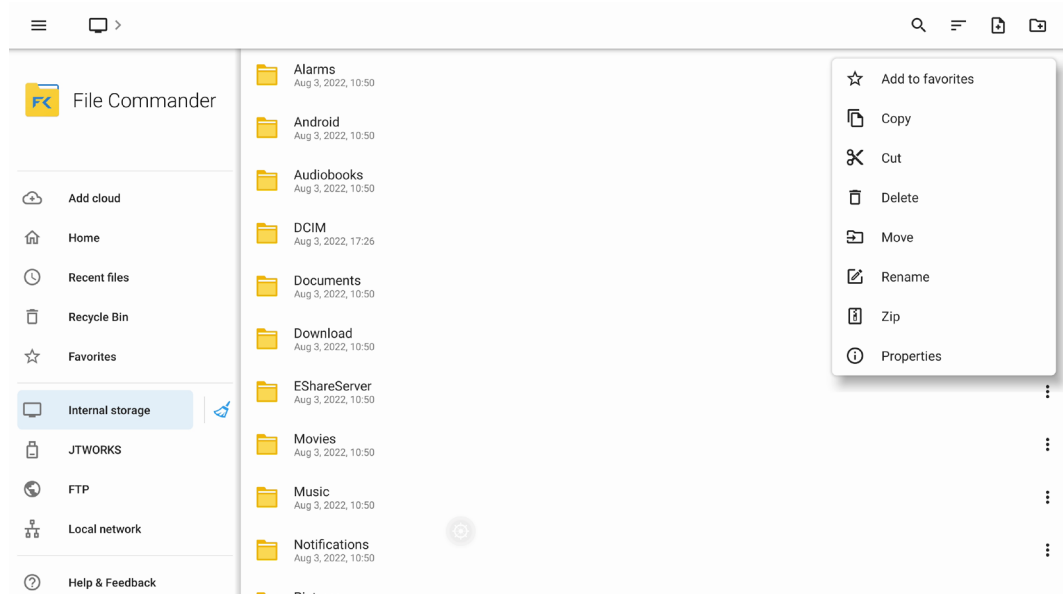 File Commander
Add cloud
Home
Recent files
Recycle Bin
Favorites
Internal storage
JTWORKS
FTP
Local network
Help & Feedback
Alarms
Aug 3, 2022, 10:50
Android
Aug 3, 2022, 10:50
Audiobooks
Aug 3, 2022, 10:50
DCIM
Aug 3, 2022, 17:26
Documents
Aug 3, 2022, 10:50
Download
Aug 3, 2022, 10:50
EShareServer
Aug 3, 2022, 10:50
Movies
Aug 3, 2022, 10:50
Music
Aug 3, 2022, 10:50
Notifications
Aug 3, 2022, 10:50
Add to favorites
Copy
Cut
Delete
Move
Rename
Zip
Properties